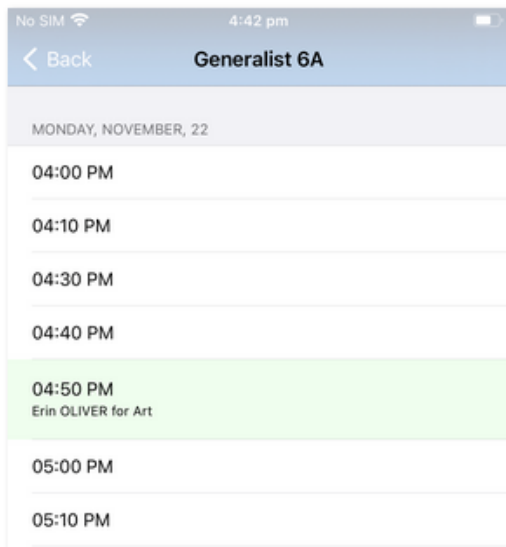 No SIM 4:42 pm
Back Generalist 6A
MONDAY, NOVEMBER, 22
04:00 PM
04:10 PM
04:30 PM
04:40 PM
04:50 PM
Erin OLIVER for Art
05:00 PM
05:10 PM